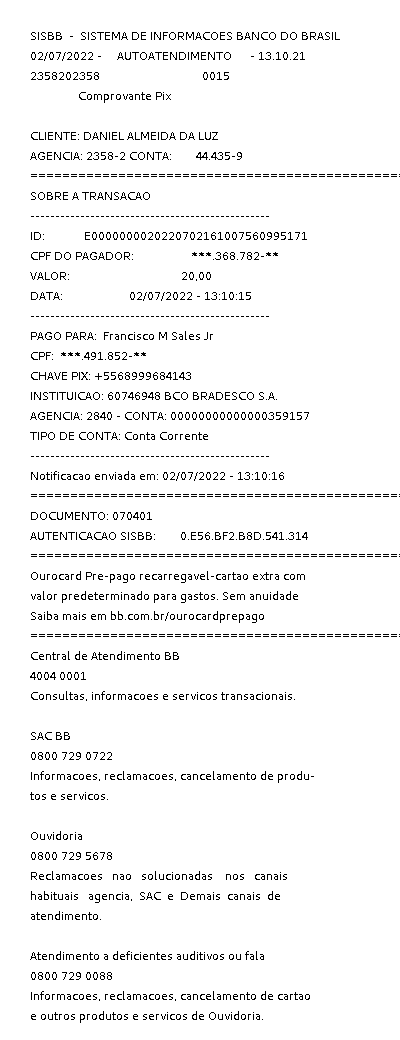 SISBB - SISTEMA DE INFORMACOES BANCO DO BRASIL
02/07/2022 - AUTOATENDIMENTO - 13.10.21
2358202358 0015
Comprovante Pix
CLIENTE: DANIEL ALMEIDA DA LUZ
AGENCIA: 2358-2 CONTA: 44.435-9
================================================
SOBRE A TRANSACAO
------------------------------------------------
ID: E0000000020220702161007560995171
CPF DO PAGADOR: ***.368.782-**
VALOR: 20,00
DATA: 02/07/2022 - 13:10:15
------------------------------------------------
PAGO PARA: Francisco M Sales Jr
CPF: ***.491.852-**
CHAVE PIX: +5568999684143
INSTITUICAO: 60746948 BCO BRADESCO S.A.
AGENCIA: 2840 - CONTA: 00000000000000359157
TIPO DE CONTA: Conta Corrente
------------------------------------------------
Notificacao enviada em: 02/07/2022 - 13:10:16
================================================
DOCUMENTO: 070401
AUTENTICACAO SISBB: 0.E56.BF2.B8D.541.314
================================================
Ourocard Pre-pago recarregavel-cartao extra com
valor predeterminado para gastos. Sem anuidade
Saiba mais em bb.com.br/ourocardprepago
================================================
Central de Atendimento BB
4004 0001
Consultas, informacoes e servicos transacionais.
SAC BB
0800 729 0722
Informacoes, reclamacoes, cancelamento de produ-
tos e servicos.
Ouvidoria
0800 729 5678
Reclamacoes nao solucionadas nos canais
habituais agencia, SAC e Demais canais de
atendimento.
Atendimento a deficientes auditivos ou fala
0800 729 0088
Informacoes, reclamacoes, cancelamento de cartao
e outros produtos e servicos de Ouvidoria.